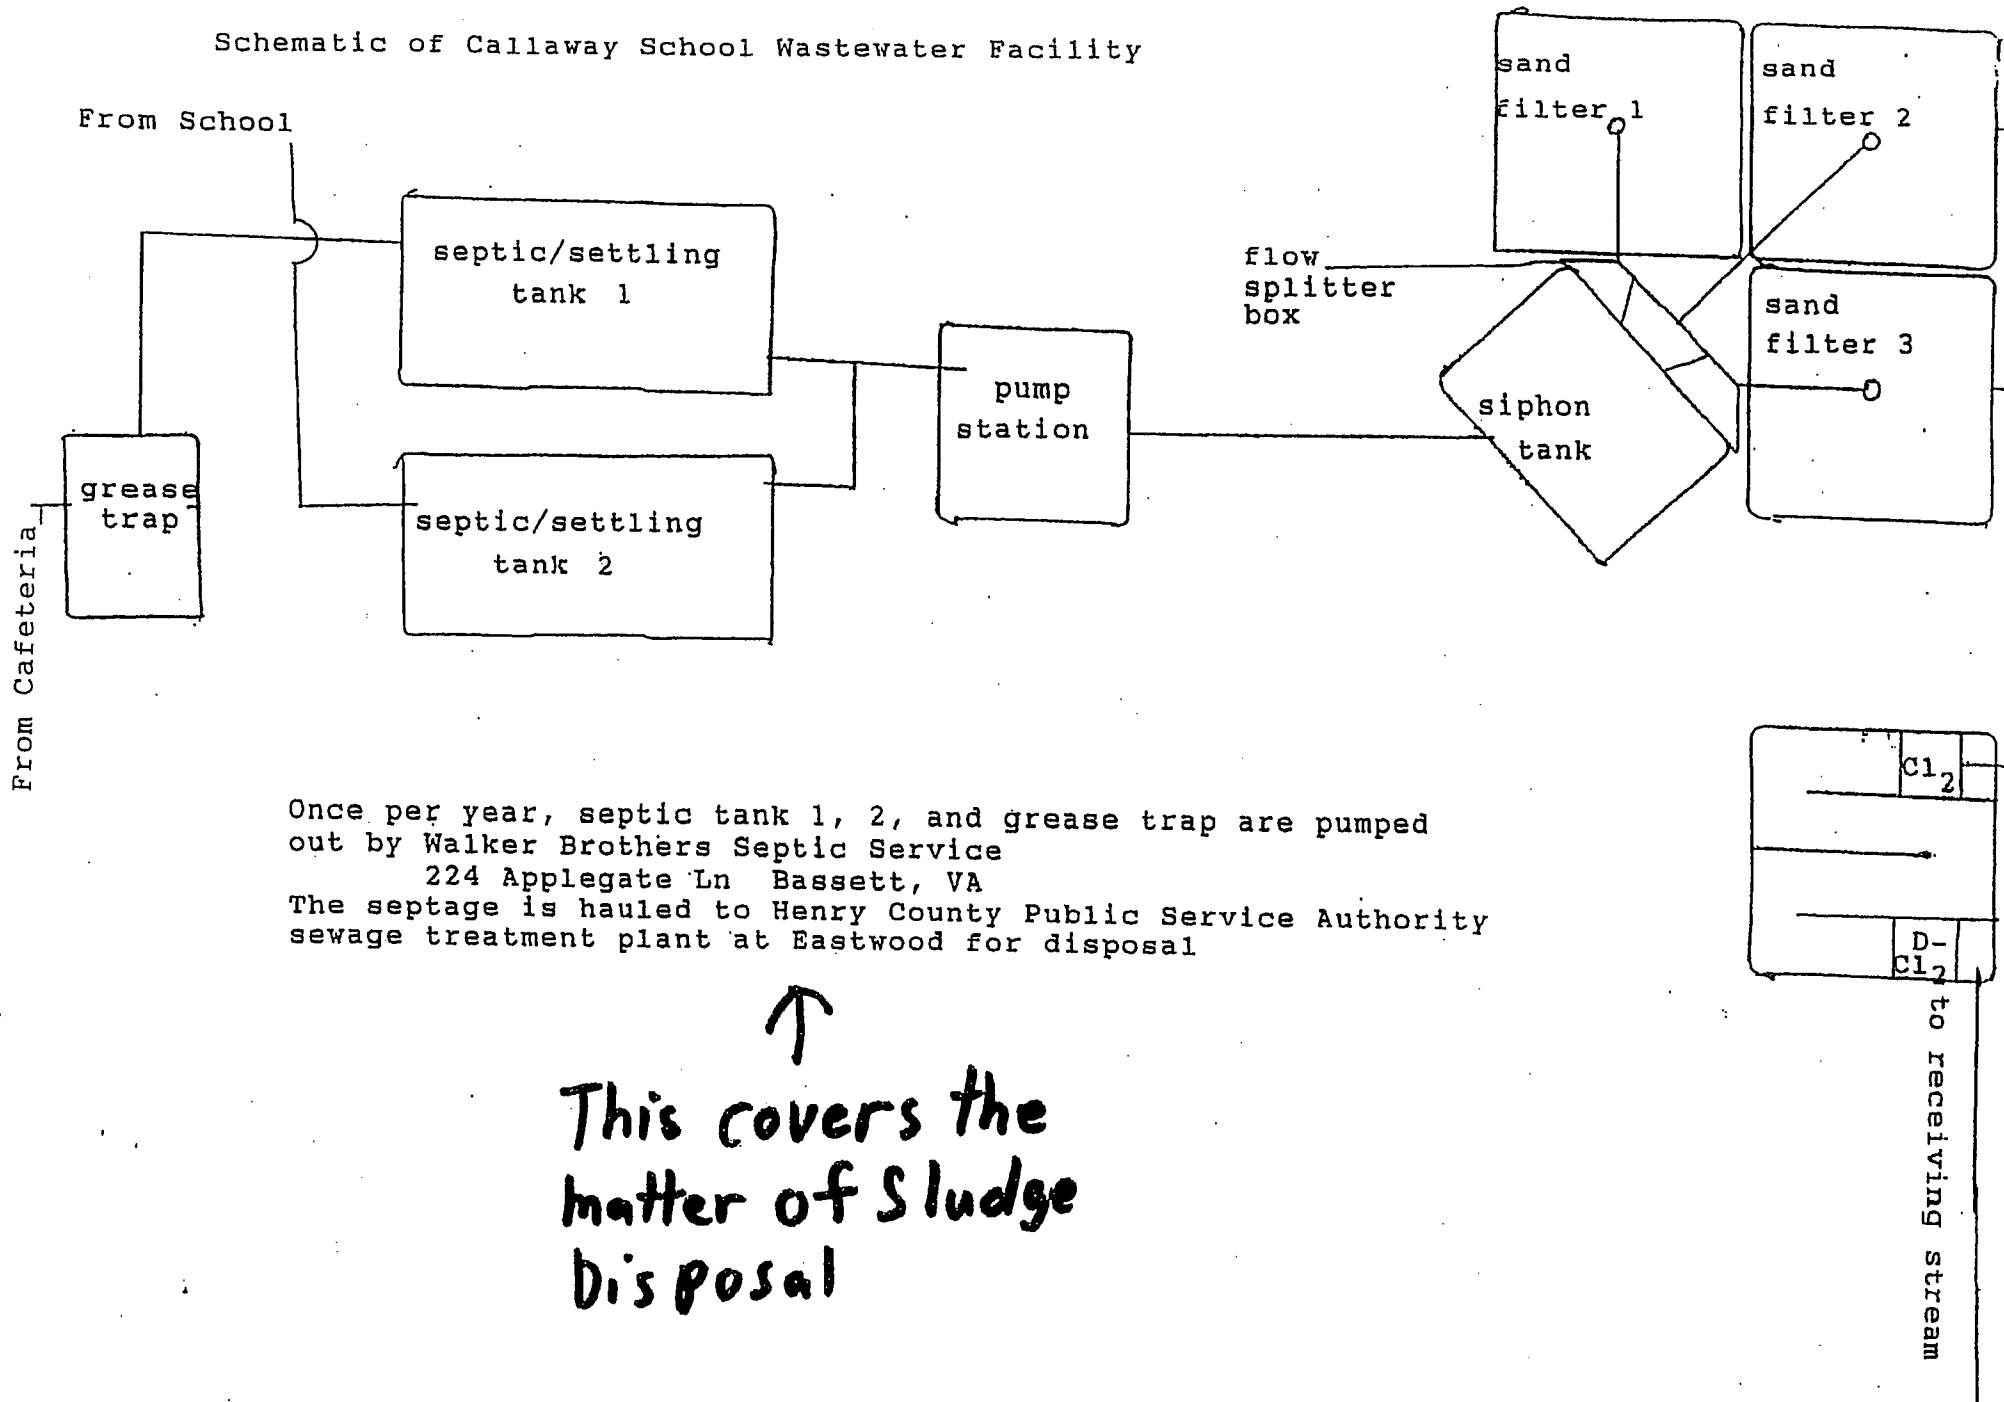 Schematic of Callaway School Wastewater Facility
From School
septic/settling
tank 1
septic/settling
tank 2
grease
trap
From Cafeteria
pump
station
flow
splitter
box
siphon
tank
sand
filter 1
sand
filter 2
sand
filter 3
Cl2
D-
Cl2
to receiving stream
Once per year, septic tank 1, 2, and grease trap are pumped
out by Walker Brothers Septic Service
224 Applegate Ln Bassett, VA
The septage is hauled to Henry County Public Service Authority
sewage treatment plant at Eastwood for disposal
This covers the
matter of Sludge
Disposal